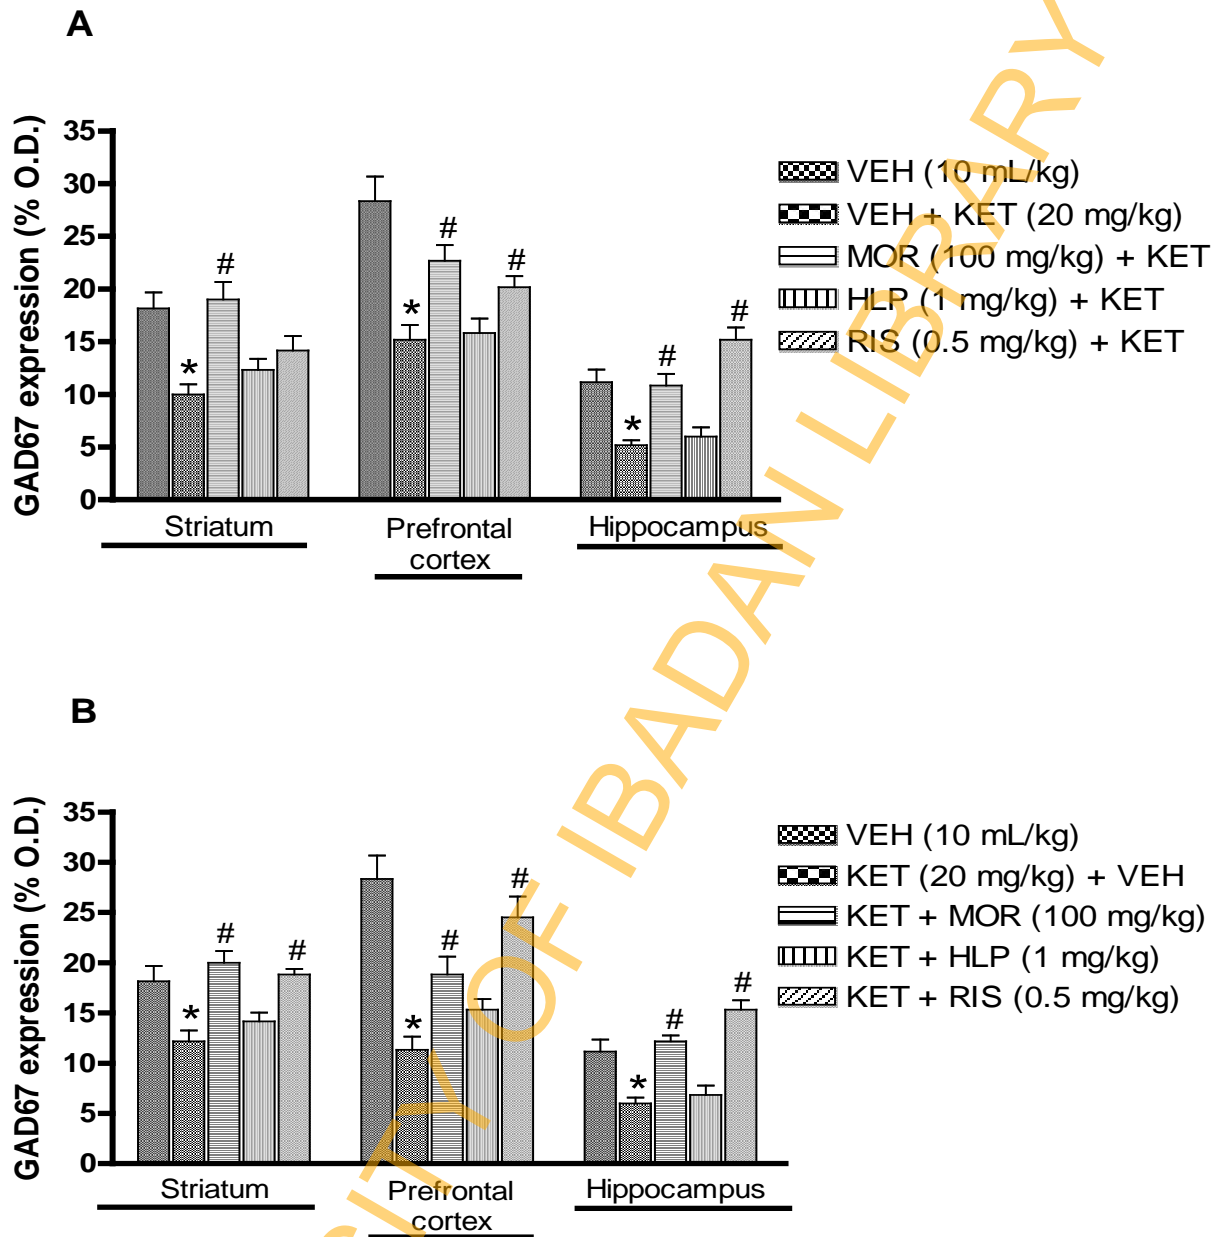 A
GAD67 expression (% O.D.)
35
30
25
20
15
10
5
0
#
*
#
*
#
#
*
#
Striatum
Prefrontal
cortex
Hippocampus
VEH (10 mL/kg)
VEH + KET (20 mg/kg)
MOR (100 mg/kg) + KET
HLP (1 mg/kg) + KET
RIS (0.5 mg/kg) + KET
B
GAD67 expression (% O.D.)
35
30
25
20
15
10
5
0
*
#
#
*
#
#
*
#
#
Striatum
Prefrontal
cortex
Hippocampus
VEH (10 mL/kg)
KET (20 mg/kg) + VEH
KET + MOR (100 mg/kg)
KET + HLP (1 mg/kg)
KET + RIS (0.5 mg/kg)
SITY OF IBADAN LIBRARY